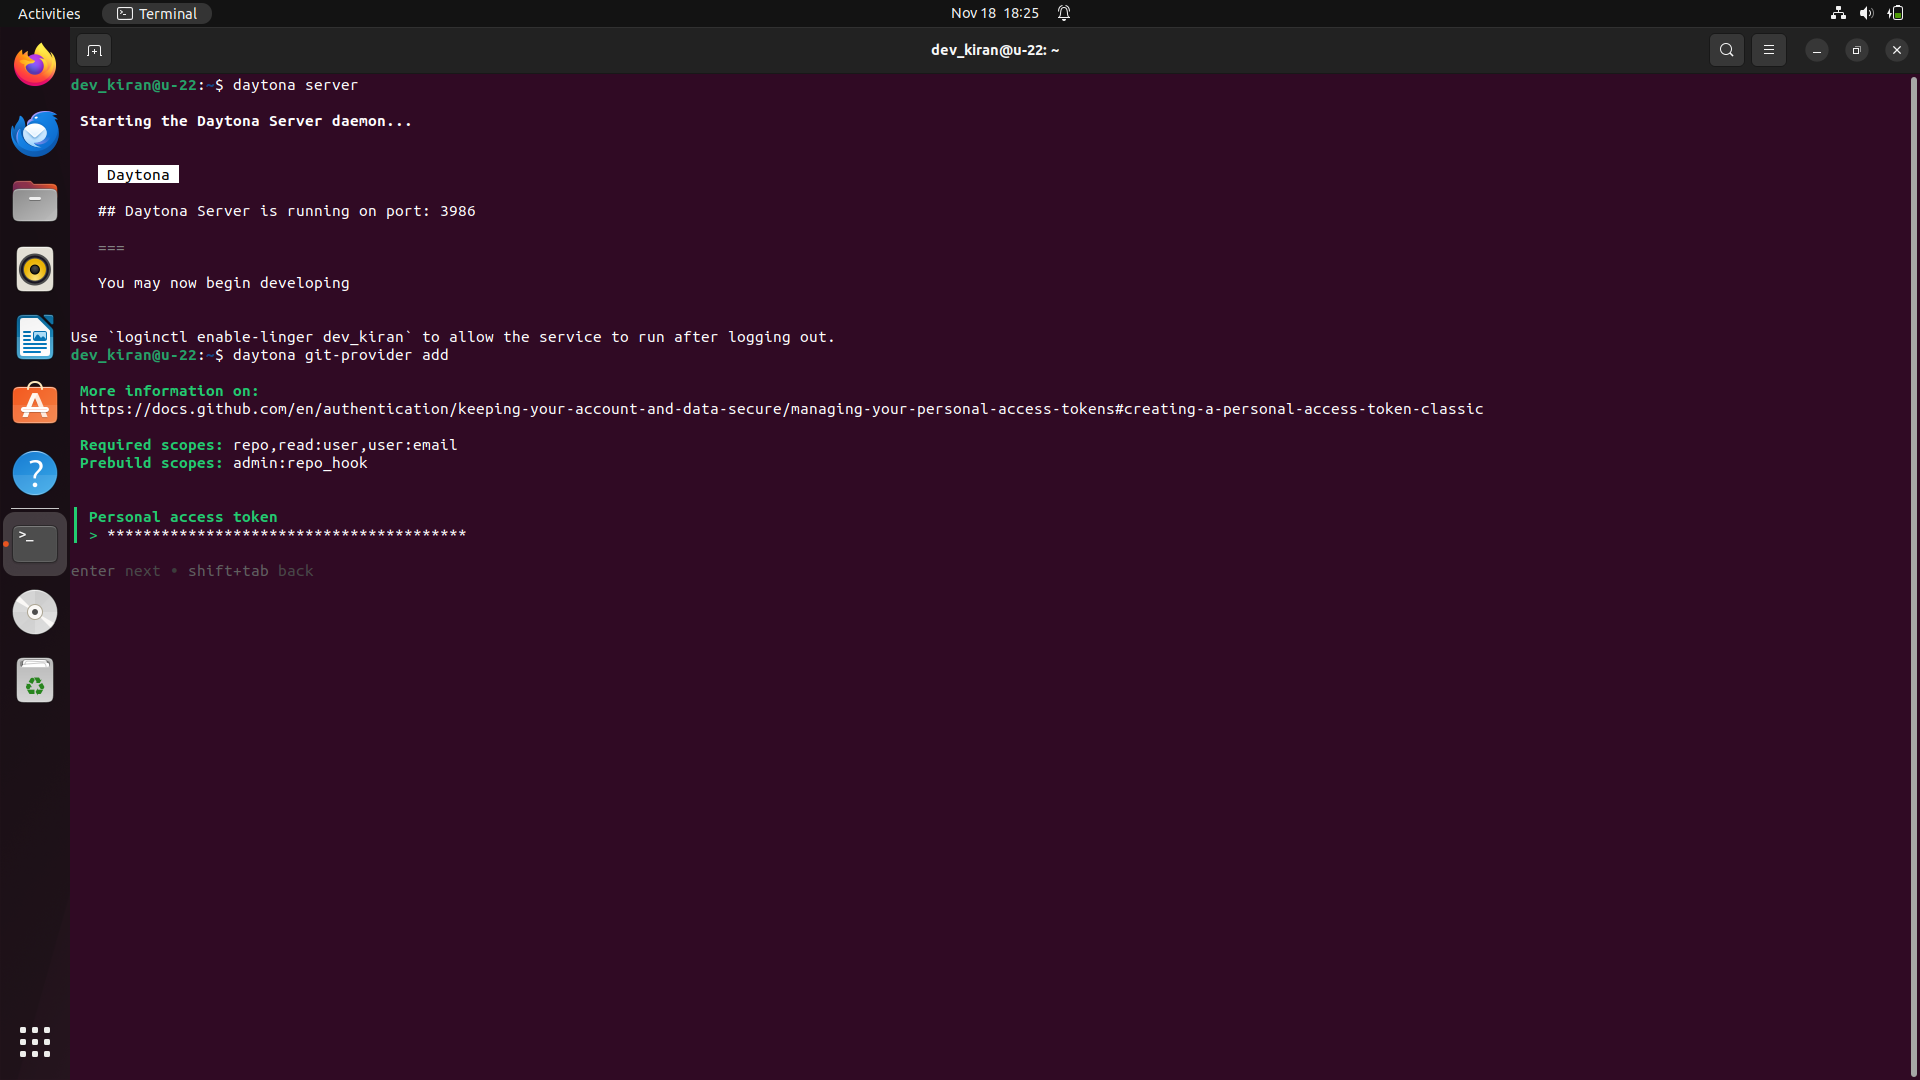 Activities
Terminal
Nov 18 18:25
dev_kiran@u-22: ~
dev_kiran@u-22:~$ daytona server
Starting the Daytona Server daemon...
Daytona
## Daytona Server is running on port: 3986
===
You may now begin developing
Use `loginctl enable-linger dev_kiran` to allow the service to run after logging out.
dev_kiran@u-22:~$ daytona git-provider add
More information on:
https://docs.github.com/en/authentication/keeping-your-account-and-data-secure/managing-your-personal-access-tokens#creating-a-personal-access-token-classic
Required scopes: repo,read:user,user:email
Prebuild scopes: admin:repo_hook
Personal access token
> ****************************************
enter next • shift+tab back